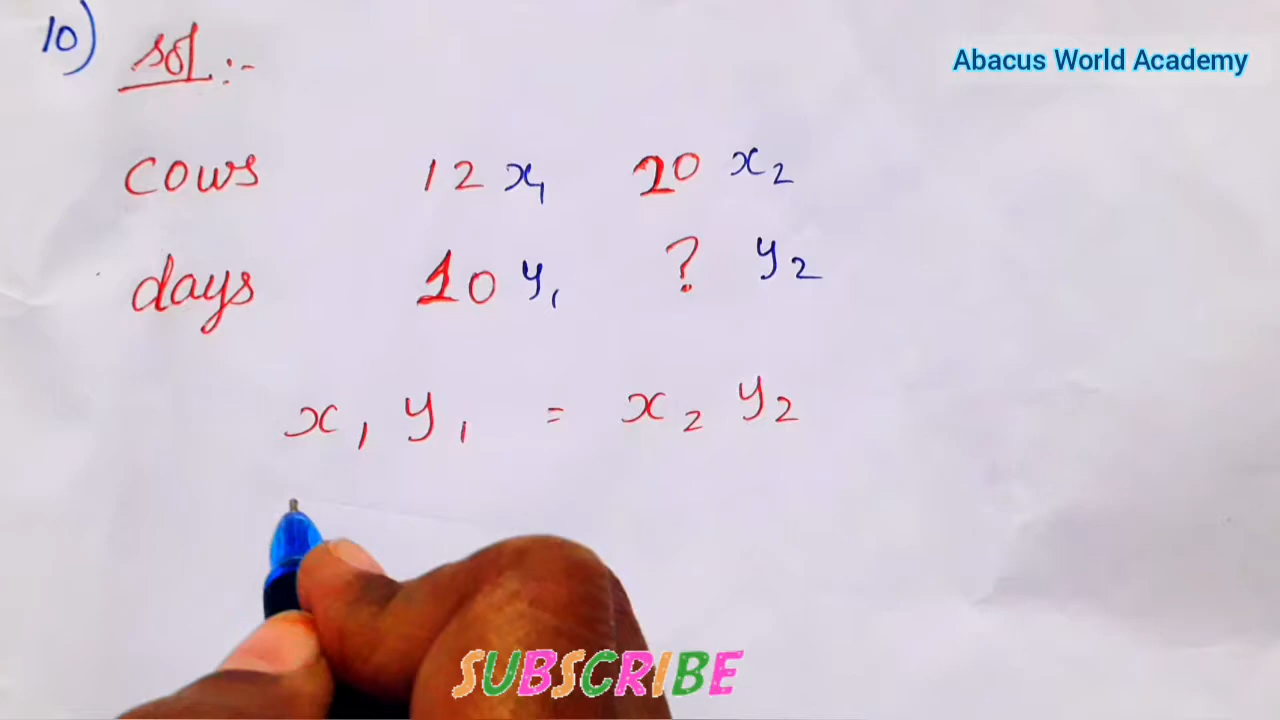 10) Sol :-
Abacus World Academy
cows 12 x₁ 20 x₂
days 10 y₁ ? y₂
x₁ y₁ = x₂ y₂
SUBSCRIBE